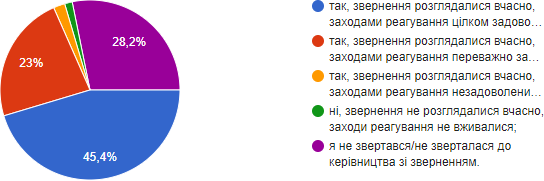 28,2%
23%
45,4%
так, звернення розглядалися вчасно,
заходами реагування цілком задово…
так, звернення розглядалися вчасно,
заходами реагування переважно за…
так, звернення розглядалися вчасно,
заходами реагування незадоволени…
ні, звернення не розглядалися вчасно,
заходи реагування не вживалися;
я не звертався/не зверталася до
керівництва зі зверненням.